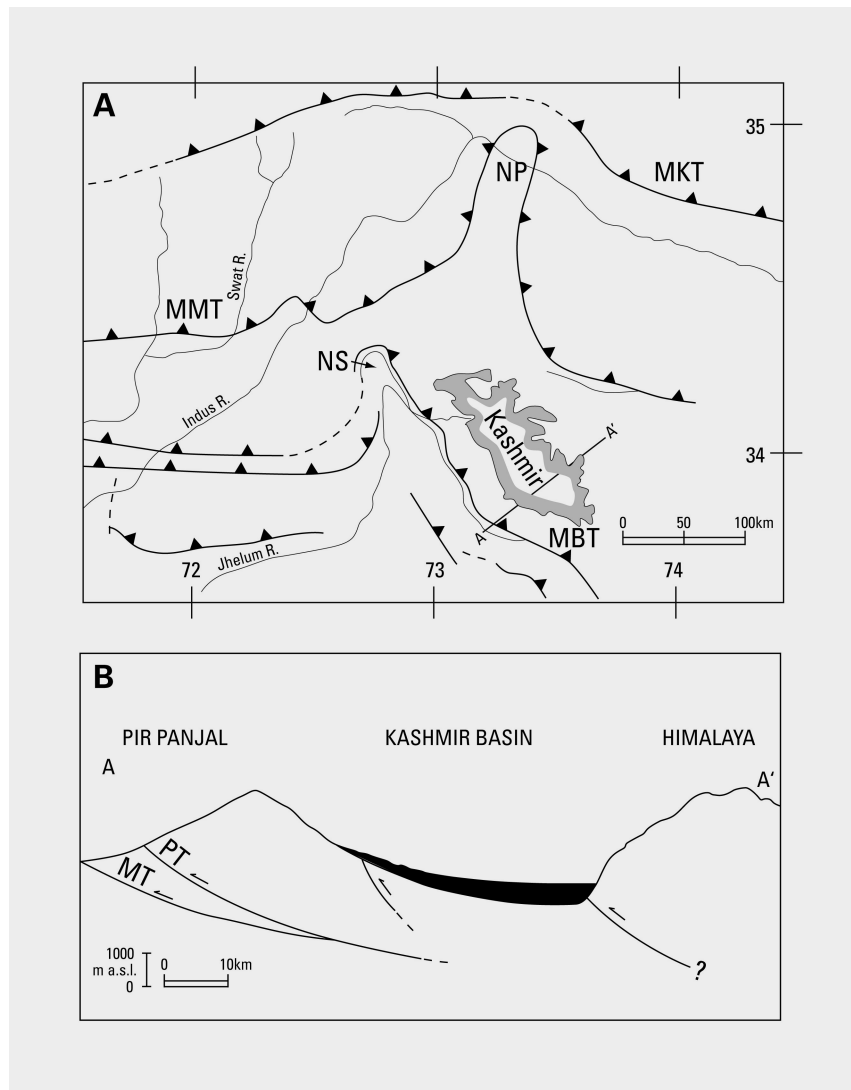 A
35
NP
MKT
Swat R.
MMT
NS
Indus R.
Kashmir
A'
34
0 50 100km
A
MBT
Jhelum R.
72
73
74
B
PIR PANJAL
KASHMIR BASIN
HIMALAYA
A
A'
PT
MT
1000
m a.s.l.
0
0 10km
?